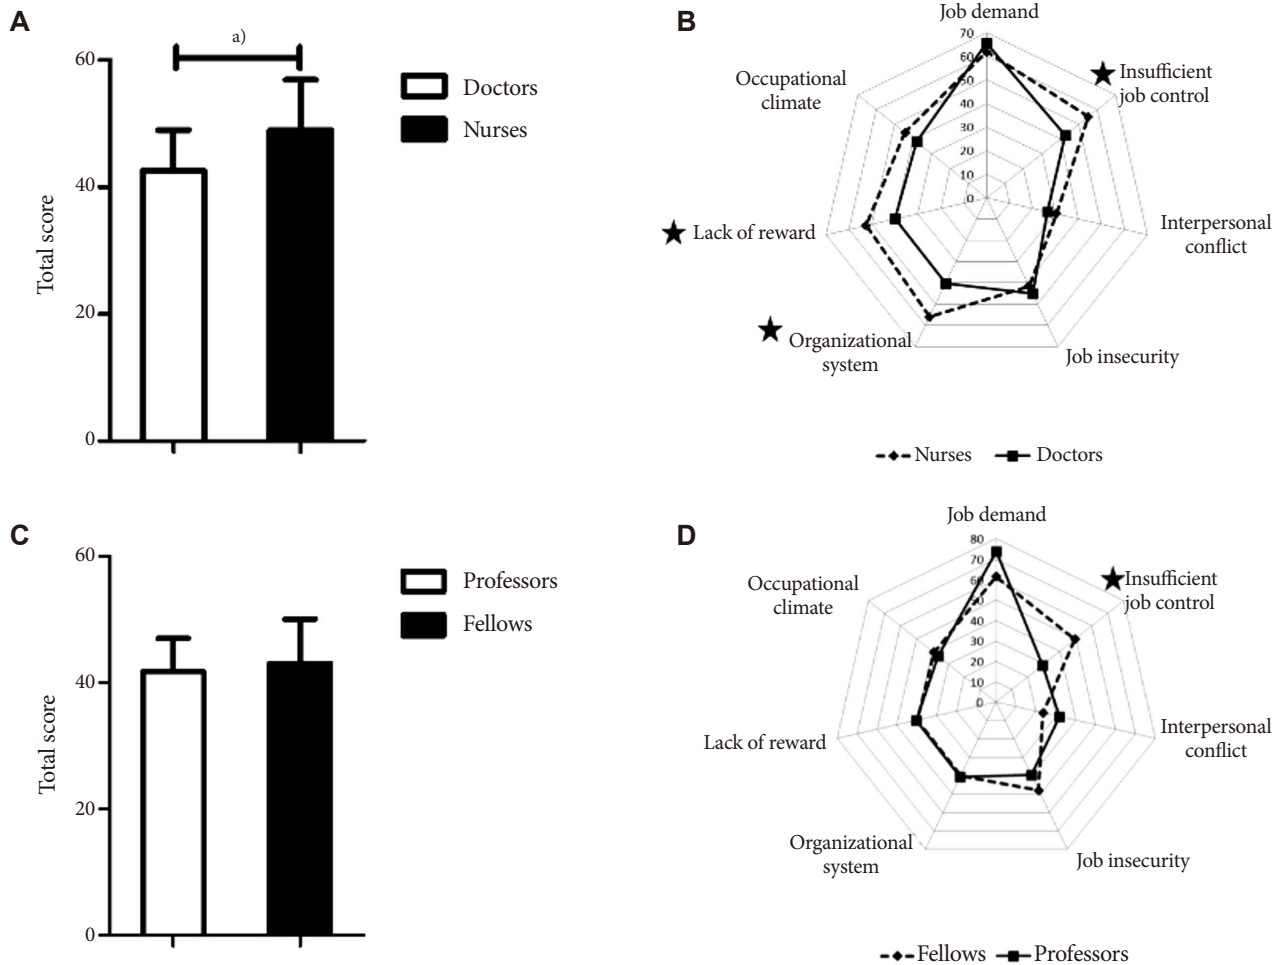 A
a)
60
40
20
0
Total score
Doctors
Nurses
B
Job demand
70
60
50
40
30
20
10
0
Insufficient
job control
Interpersonal
conflict
Job insecurity
Organizational
system
Lack of reward
Occupational
climate
Nurses
Doctors
C
60
40
20
0
Total score
Professors
Fellows
D
Job demand
80
70
60
50
40
30
20
10
0
Insufficient
job control
Interpersonal
conflict
Job insecurity
Organizational
system
Lack of reward
Occupational
climate
Fellows
Professors